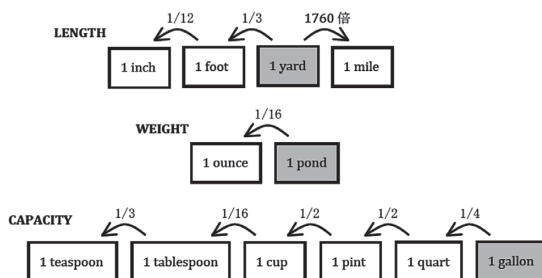 1/12 1/3 1760 倍
LENGTH
1 inch 1 foot 1 yard 1 mile
1/16
WEIGHT
1 ounce 1 pond
CAPACITY
1/3 1/16 1/2 1/2 1/4
1 teaspoon 1 tablespoon 1 cup 1 pint 1 quart 1 gallon